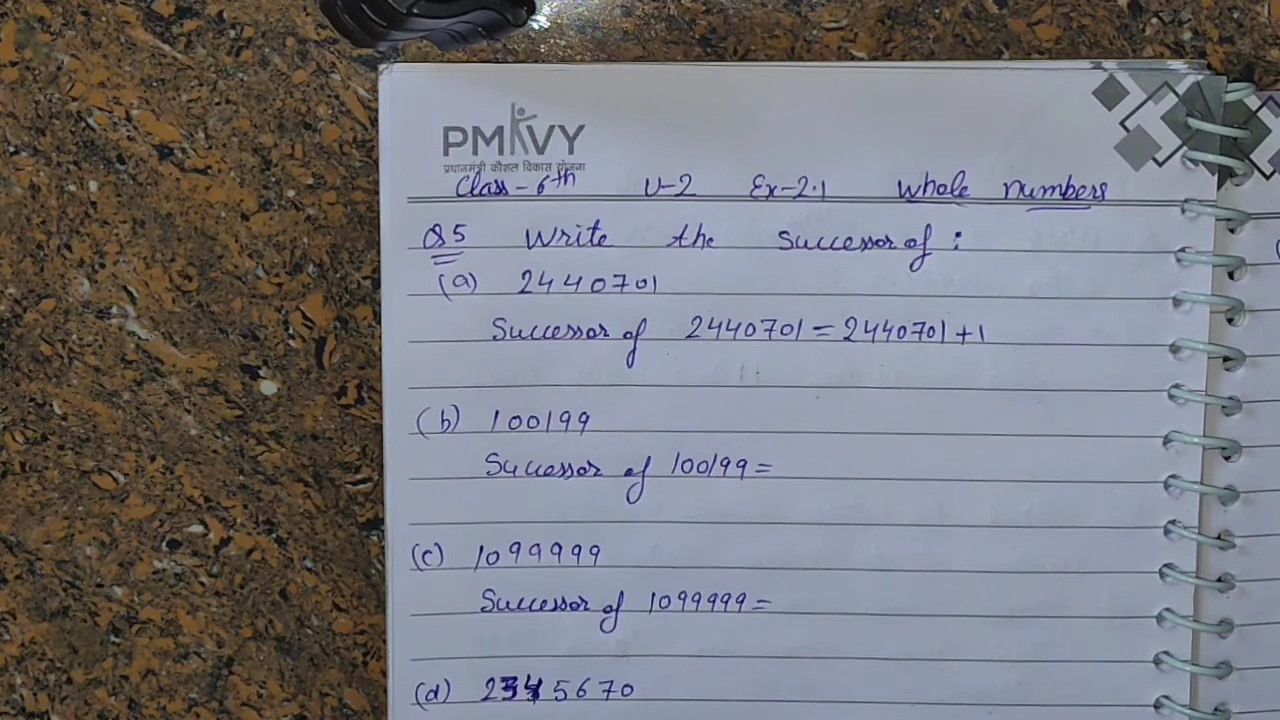 PMKVY
प्रधानमंत्री कौशल विकास योजना
Class-6th U-2 Ex-2.1 Whole numbers
Q5 Write the Successor of :
(a) 2440701
Successor of 2440701 = 2440701 + 1
(b) 100199
Successor of 100199 =
(c) 1099999
Successor of 1099999 =
(d) 2345670